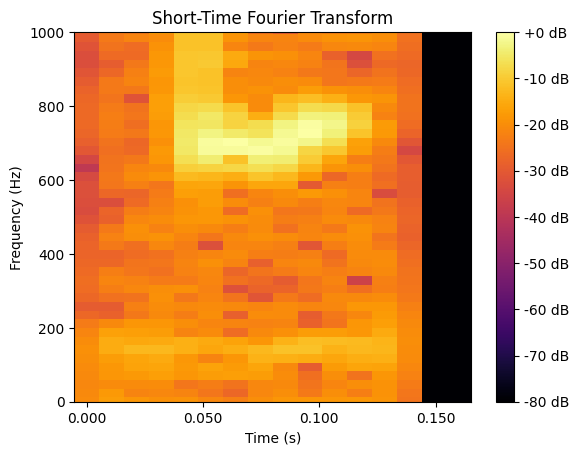 Short-Time Fourier Transform
1000
800
600
400
200
0
Frequency (Hz)
0.000
0.050
0.100
0.150
Time (s)
+0 dB
-10 dB
-20 dB
-30 dB
-40 dB
-50 dB
-60 dB
-70 dB
-80 dB